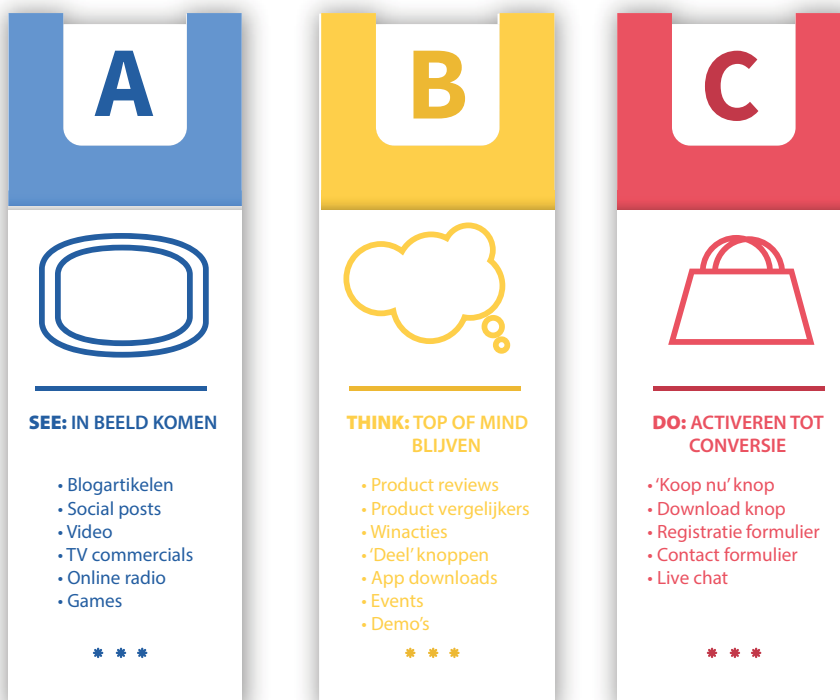 A
SEE: IN BEELD KOMEN
• Blogartikelen
• Social posts
• Video
• TV commercials
• Online radio
• Games
* * *
B
THINK: TOP OF MIND
BLIJVEN
• Product reviews
• Product vergelijkers
• Winacties
• ‘Deel’ knoppen
• App downloads
• Events
• Demo’s
* * *
C
DO: ACTIVEREN TOT
CONVERSIE
• ‘Koop nu’ knop
• Download knop
• Registratie formulier
• Contact formulier
• Live chat
* * *